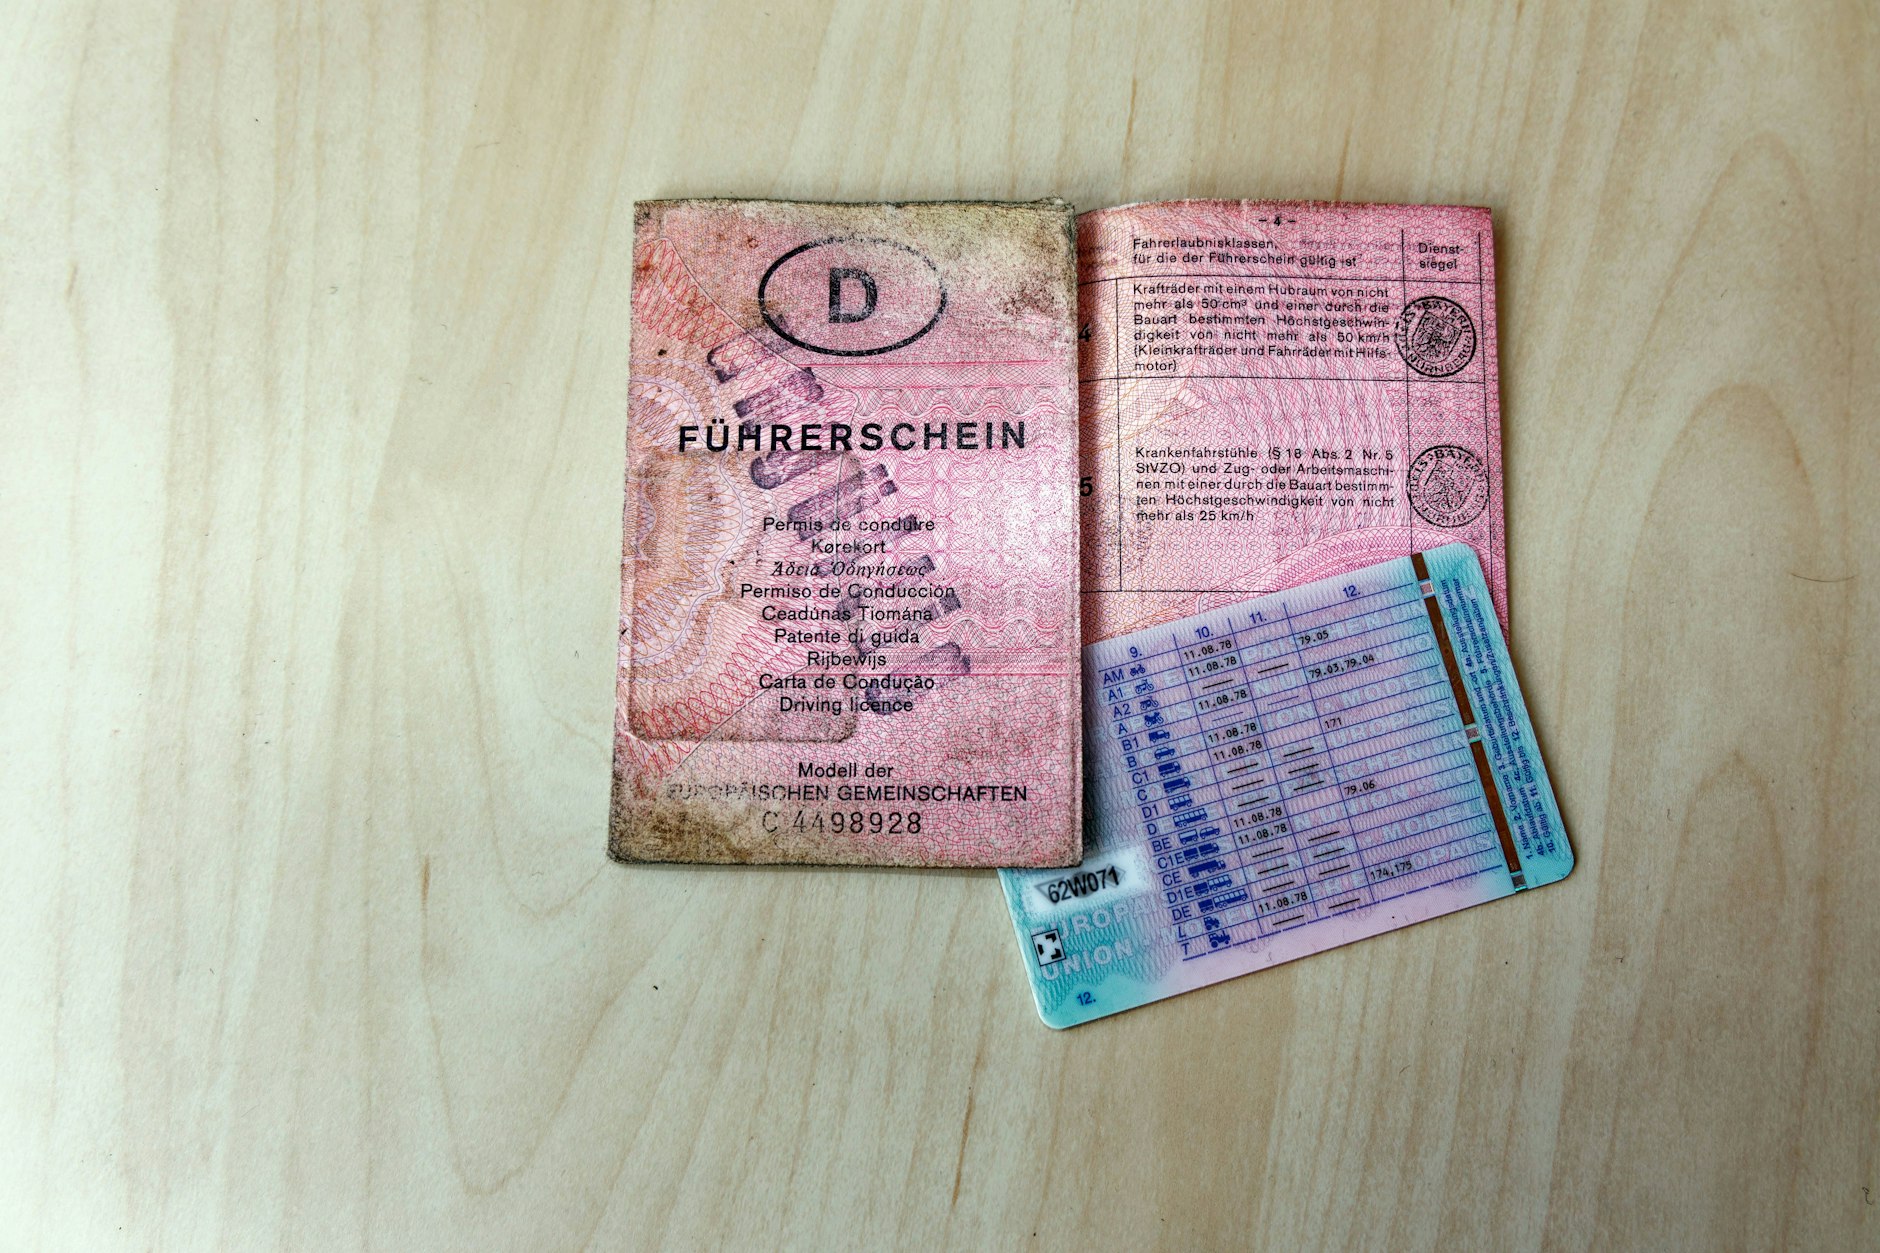 D
FÜHRERSCHEIN
Permis de conduire
Kørekort
Ἄδεια Ὁδηγήσεως
Permiso de Conducción
Ceadúnas Tiomána
Patente di guida
Rijbewijs
Carta de Condução
Driving licence
Modell der
EUROPÄISCHEN GEMEINSCHAFTEN
C 4498928
- 4 -
Fahrerlaubnisklassen,
für die der Führerschein gültig ist
Dienst-
siegel
4
Krafträder mit einem Hubraum von nicht
mehr als 50 cm³ und einer durch die
Bauart bestimmten Höchstgeschwin-
digkeit von nicht mehr als 50 km/h
(Kleinkrafträder und Fahrräder mit Hilfs-
motor)
5
Krankenfahrstühle (§ 18 Abs. 2 Nr. 5
StVZO) und Zug- oder Arbeitsmaschi-
nen mit einer durch die Bauart bestimm-
ten Höchstgeschwindigkeit von nicht
mehr als 25 km/h
9. 10. 11. 12.
AM 11.08.78
A1 11.08.78 79.05
A2
A 11.08.78 79.03,79.04
B1
B 11.08.78
C1 11.08.78 171
C
D1
D
BE 11.08.78
C1E 11.08.78 79.06
CE
D1E
DE
L 11.08.78 174,175
T
62W071
UNION
12.